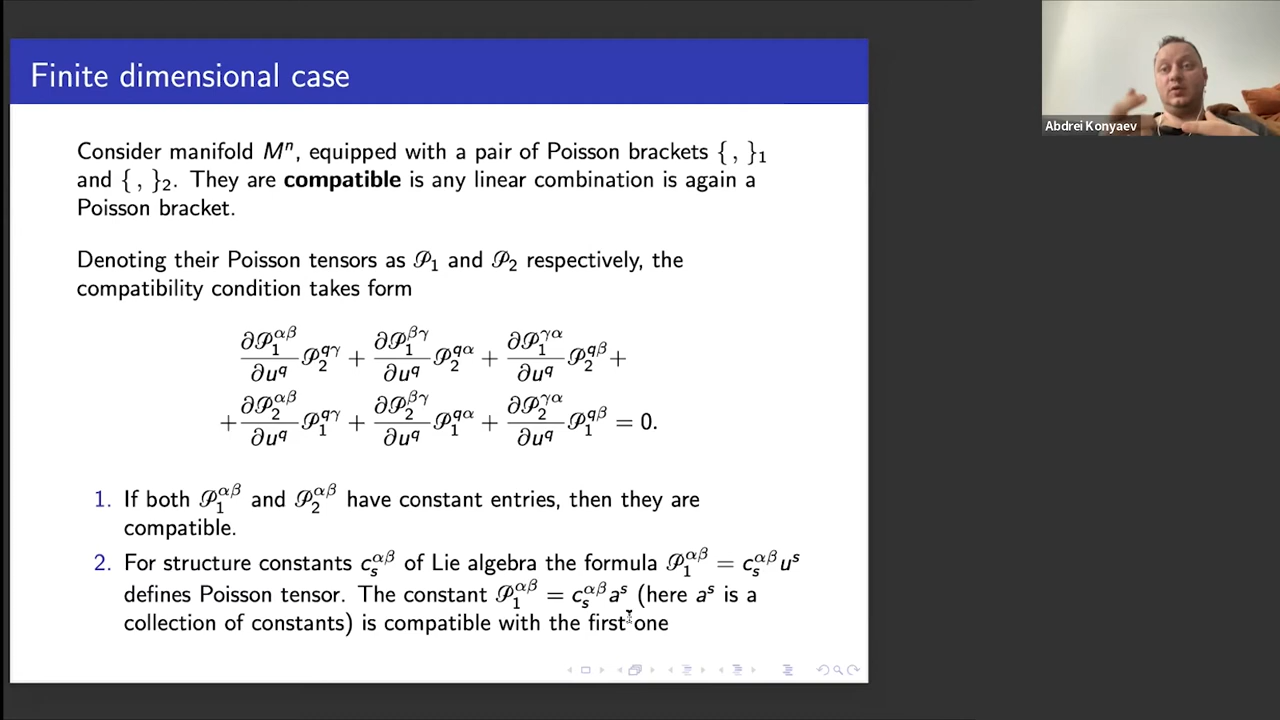 Finite dimensional case
Abdrei Konyaev
Consider manifold Mⁿ, equipped with a pair of Poisson brackets { , }₁
and { , }₂. They are compatible is any linear combination is again a
Poisson bracket.
Denoting their Poisson tensors as 𝒫₁ and 𝒫₂ respectively, the
compatibility condition takes form
∂𝒫₁^{αβ}/∂u^q 𝒫₂^{qγ} + ∂𝒫₁^{βγ}/∂u^q 𝒫₂^{qα} + ∂𝒫₁^{γα}/∂u^q 𝒫₂^{qβ} +
+ ∂𝒫₂^{αβ}/∂u^q 𝒫₁^{qγ} + ∂𝒫₂^{βγ}/∂u^q 𝒫₁^{qα} + ∂𝒫₂^{γα}/∂u^q 𝒫₁^{qβ} = 0.
1. If both 𝒫₁^{αβ} and 𝒫₂^{αβ} have constant entries, then they are
compatible.
2. For structure constants c_s^{αβ} of Lie algebra the formula 𝒫₁^{αβ} = c_s^{αβ} u^s
defines Poisson tensor. The constant 𝒫₁^{αβ} = c_s^{αβ} a^s (here a^s is a
collection of constants) is compatible with the first one